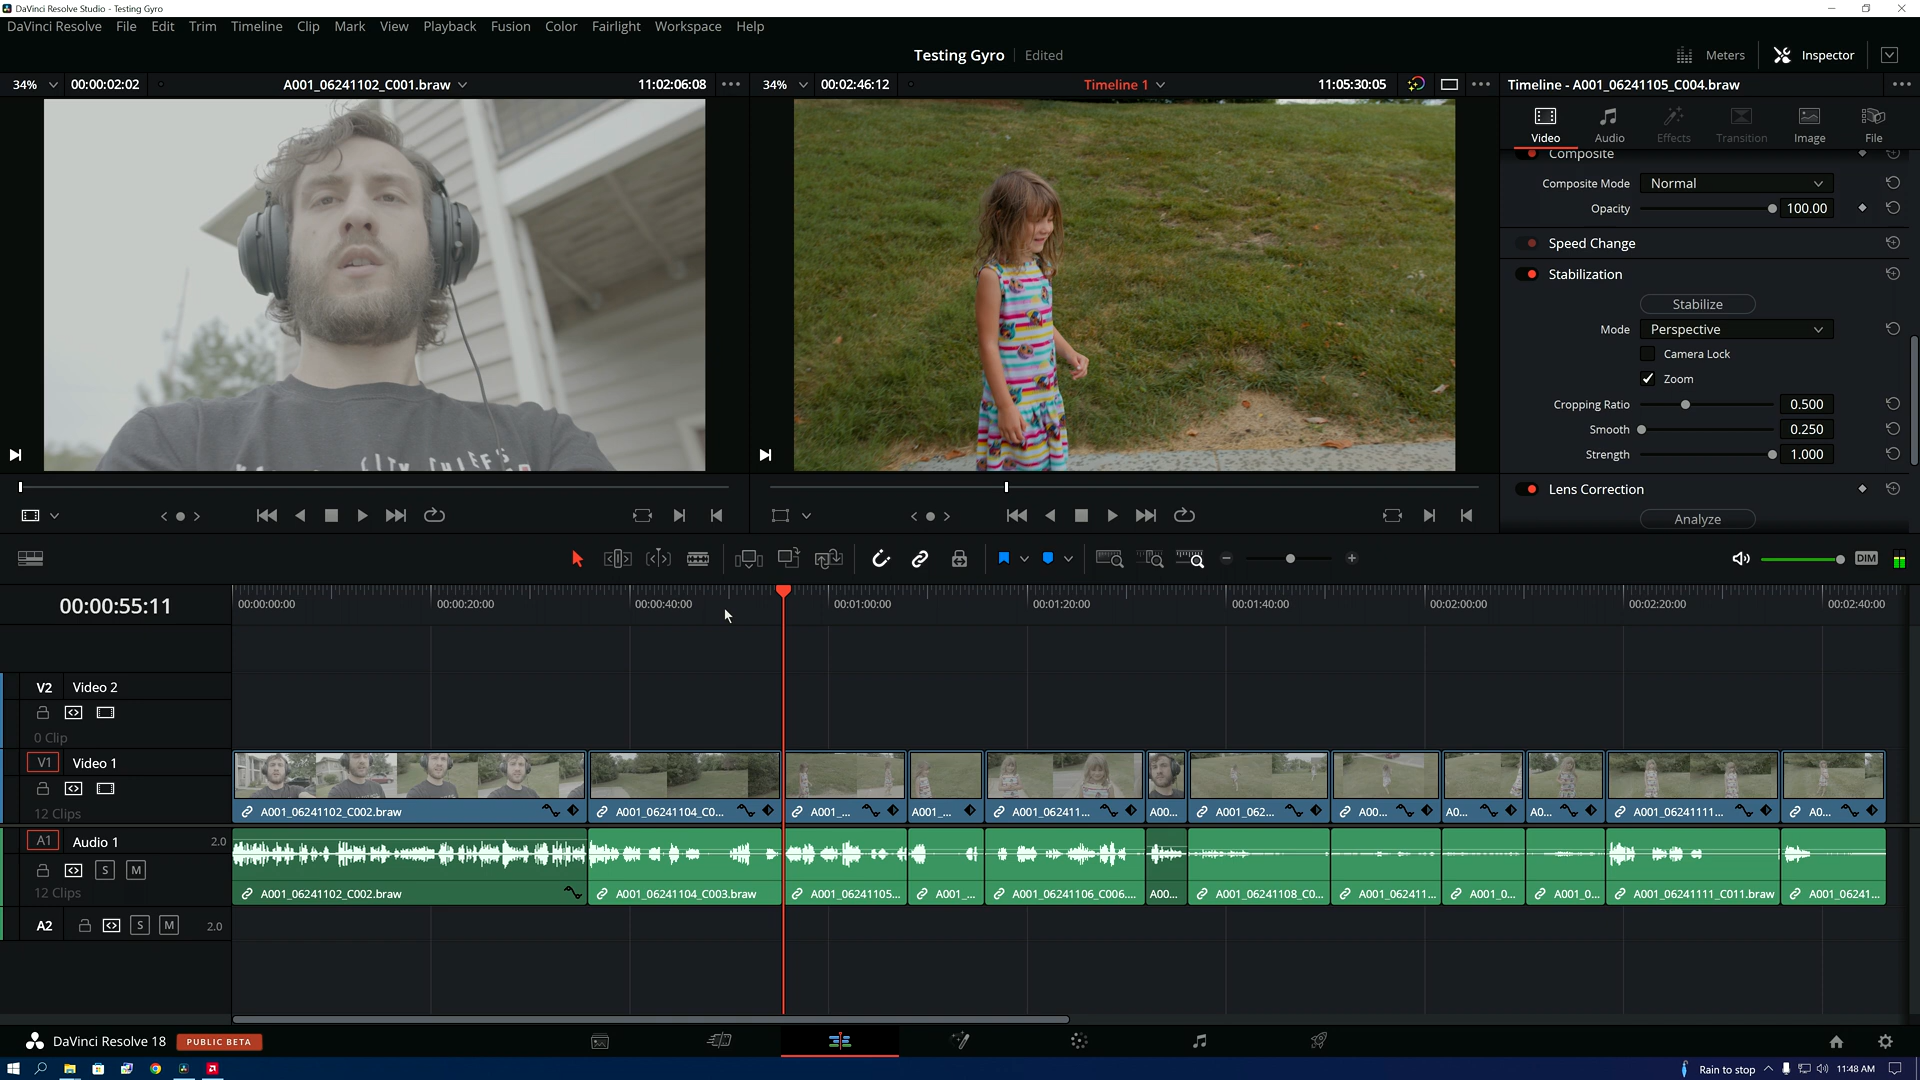 DaVinci Resolve Studio - Testing Gyro
DaVinci Resolve File Edit Trim Timeline Clip Mark View Playback Fusion Color Fairlight Workspace Help
Testing Gyro Edited
Meters Inspector
34% 00:00:02:02 A001_06241102_C001.braw 11:02:06:08
34% 00:02:46:12 Timeline 1 11:05:30:05
Timeline - A001_06241105_C004.braw
Video Audio Effects Transition Image File
Composite
Composite Mode Normal
Opacity 100.00
Speed Change
Stabilization
Stabilize
Mode Perspective
Camera Lock
Zoom
Cropping Ratio 0.500
Smooth 0.250
Strength 1.000
Lens Correction
Analyze
DIM
00:00:55:11
00:00:00:00 00:00:20:00 00:00:40:00 00:01:00:00 00:01:20:00 00:01:40:00 00:02:00:00 00:02:20:00 00:02:40:00
V2 Video 2
0 Clip
V1 Video 1
12 Clips
A001_06241102_C002.braw A001_06241104_C0... A001_... A001_... A001_062411... A00... A001_062... A00... A0... A0... A001_06241111... A0...
A1 Audio 1 2.0
S M
12 Clips
A001_06241102_C002.braw A001_06241104_C003.braw A001_06241105... A001_... A001_06241106_C006.... A00... A001_06241108_C0... A001_062411... A001_0... A001_0... A001_06241111_C011.braw A001_06241...
A2 S M 2.0
DaVinci Resolve 18 PUBLIC BETA
Rain to stop 11:48 AM